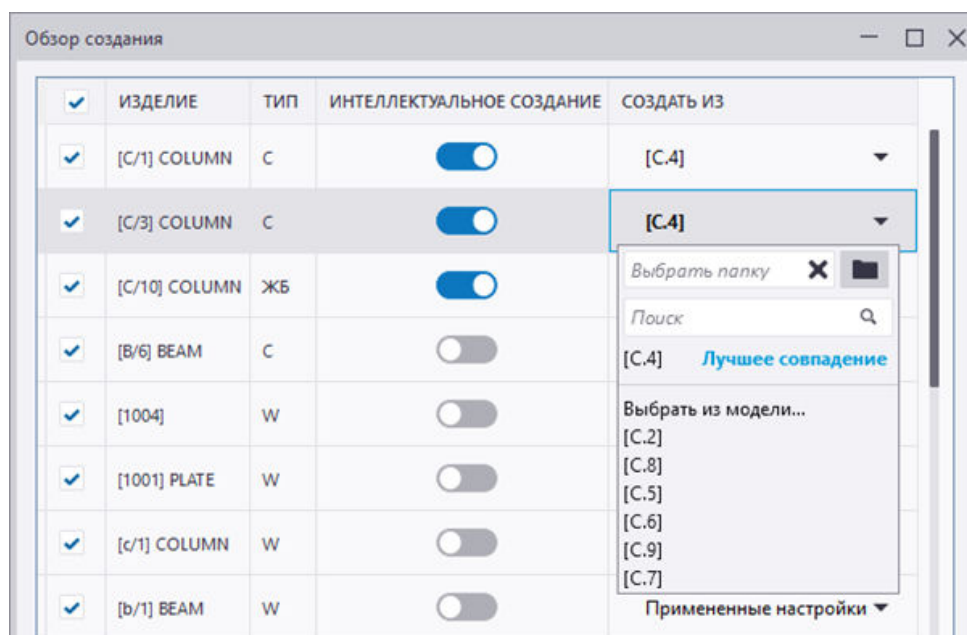 Обзор создания
ИЗДЕЛИЕ ТИП ИНТЕЛЛЕКТУАЛЬНОЕ СОЗДАНИЕ СОЗДАТЬ ИЗ
[C/1] COLUMN C [C.4]
[C/3] COLUMN C [C.4]
[C/10] COLUMN ЖБ
[B/6] BEAM C
[1004] W
[1001] PLATE W
[c/1] COLUMN W
[b/1] BEAM W Примененные настройки
Выбрать папку
Поиск
[C.4] Лучшее совпадение
Выбрать из модели...
[C.2]
[C.8]
[C.5]
[C.6]
[C.9]
[C.7]